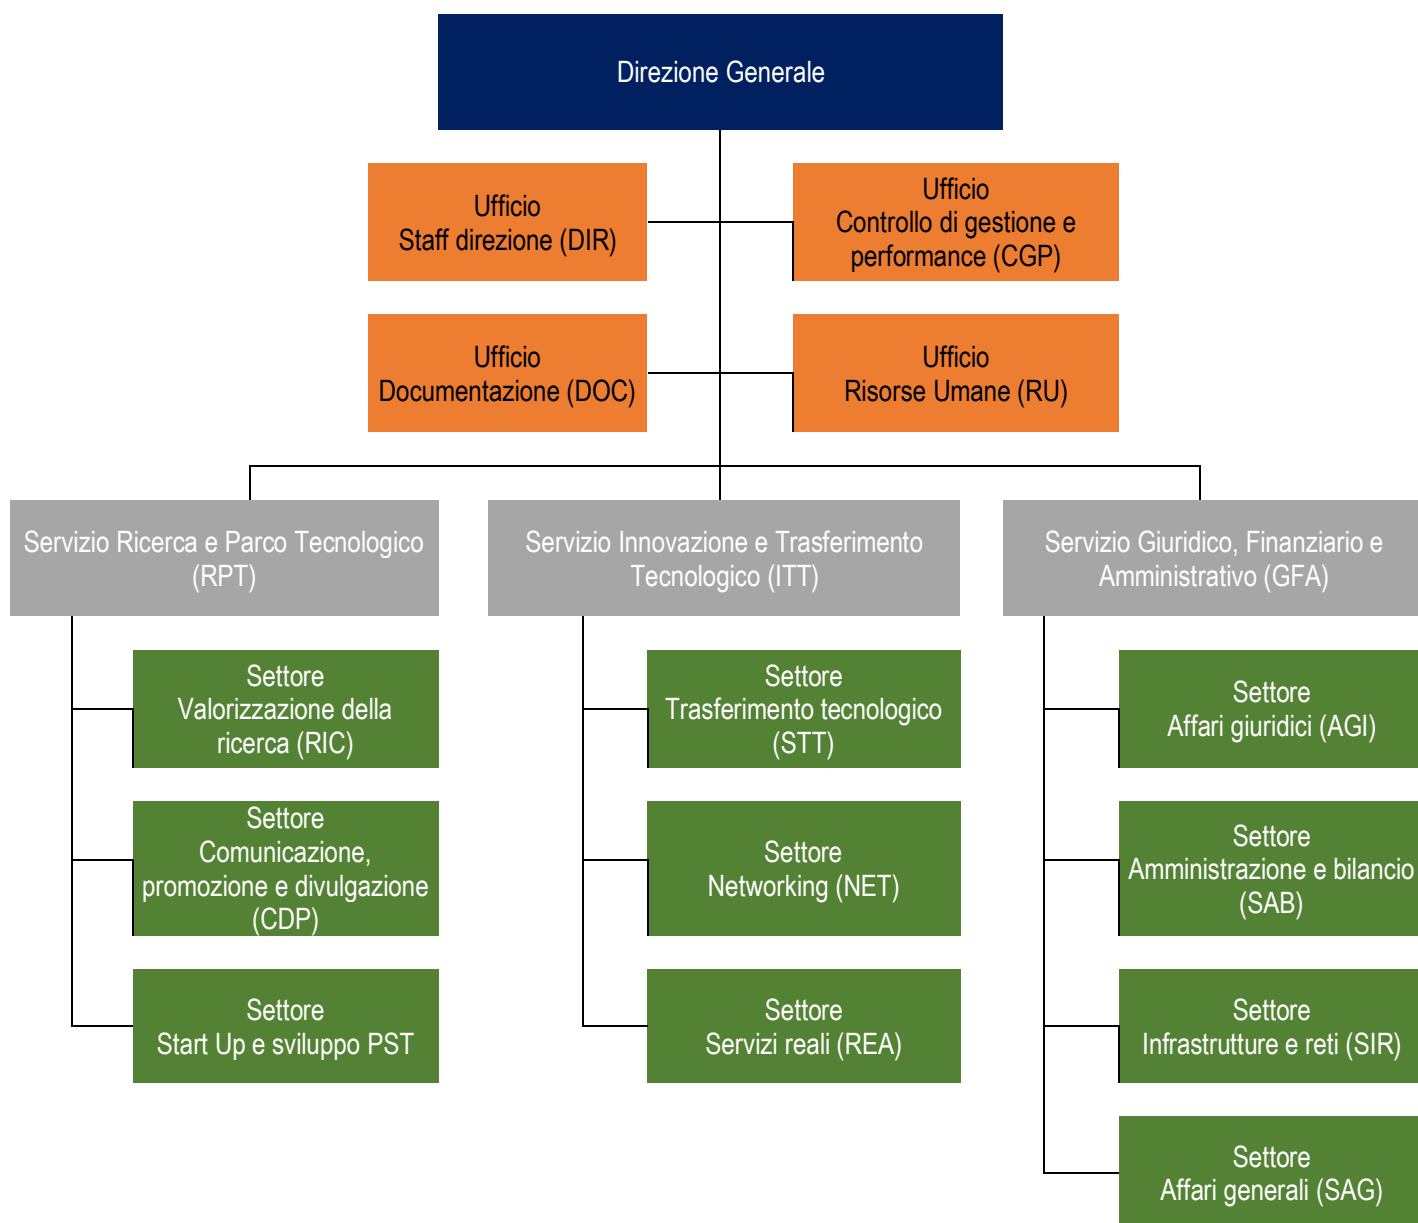 Direzione Generale
Ufficio
Staff direzione (DIR)
Ufficio
Controllo di gestione e
performance (CGP)
Ufficio
Documentazione (DOC)
Ufficio
Risorse Umane (RU)
Servizio Ricerca e Parco Tecnologico
(RPT)
Servizio Innovazione e Trasferimento
Tecnologico (ITT)
Servizio Giuridico, Finanziario e
Amministrativo (GFA)
Settore
Valorizzazione della
ricerca (RIC)
Settore
Comunicazione,
promozione e divulgazione
(CDP)
Settore
Start Up e sviluppo PST
Settore
Trasferimento tecnologico
(STT)
Settore
Networking (NET)
Settore
Servizi reali (REA)
Settore
Affari giuridici (AGI)
Settore
Amministrazione e bilancio
(SAB)
Settore
Infrastrutture e reti (SIR)
Settore
Affari generali (SAG)